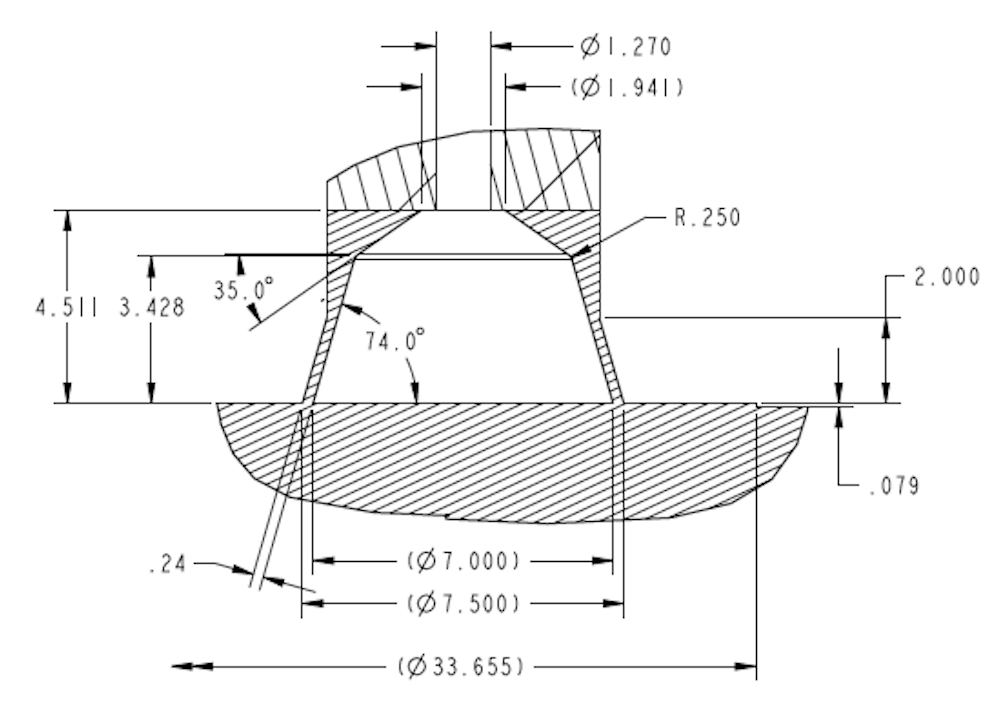 Ø1.270
(Ø1.941)
R.250
2.000
35.0°
4.511
3.428
74.0°
.079
.24
(Ø7.000)
(Ø7.500)
(Ø33.655)